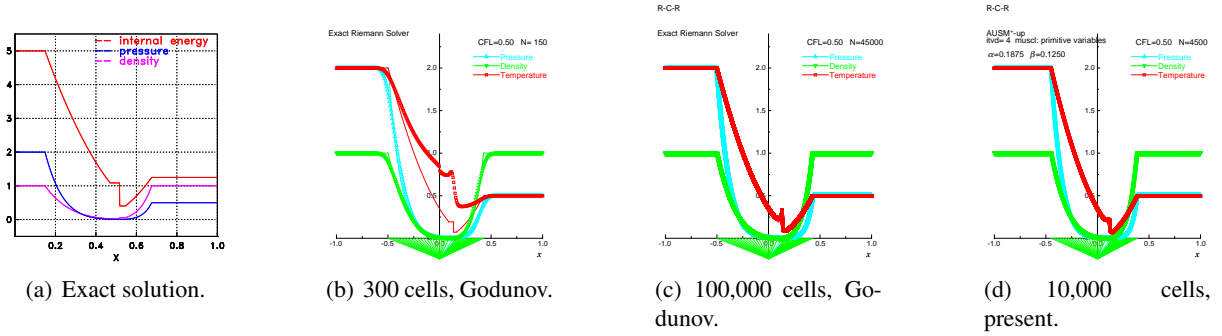 internal energy
pressure
density
5
4
3
2
1
0
0.2 0.4 0.6 0.8 1.0
x
(a) Exact solution.
Exact Riemann Solver
CFL=0.50 N= 150
Pressure
Density
Temperature
2.0
1.5
1.0
0.5
-1.0 -0.5 0.0 0.5 1.0
x
(b) 300 cells, Godunov.
R-C-R
Exact Riemann Solver
CFL=0.50 N=45000
Pressure
Density
Temperature
2.0
1.5
1.0
0.5
-1.0 -0.5 0.0 0.5 1.0
x
(c) 100,000 cells, Go-
dunov.
R-C-R
R-C-R
AUSM⁺-up
itvd= 4 muscl: primitive variables
CFL=0.50 N=4500
α=0.1875 β=0.1250
Pressure
Density
Temperature
2.0
1.5
1.0
0.5
-1.0 -0.5 0.0 0.5 1.0
x
(d) 10,000 cells,
present.